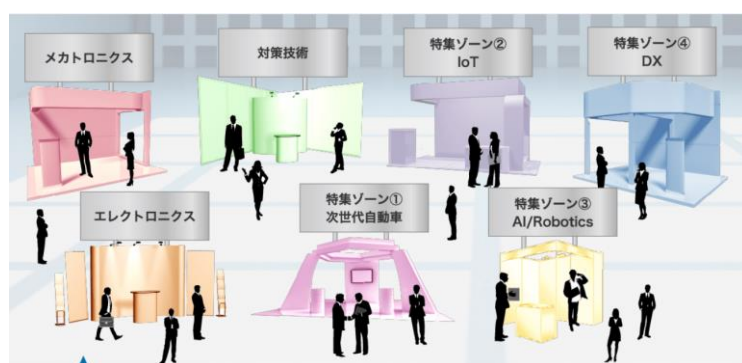 メカトロニクス
対策技術
特集ゾーン②
IoT
特集ゾーン④
DX
エレクトロニクス
特集ゾーン①
次世代自動車
特集ゾーン③
AI/Robotics